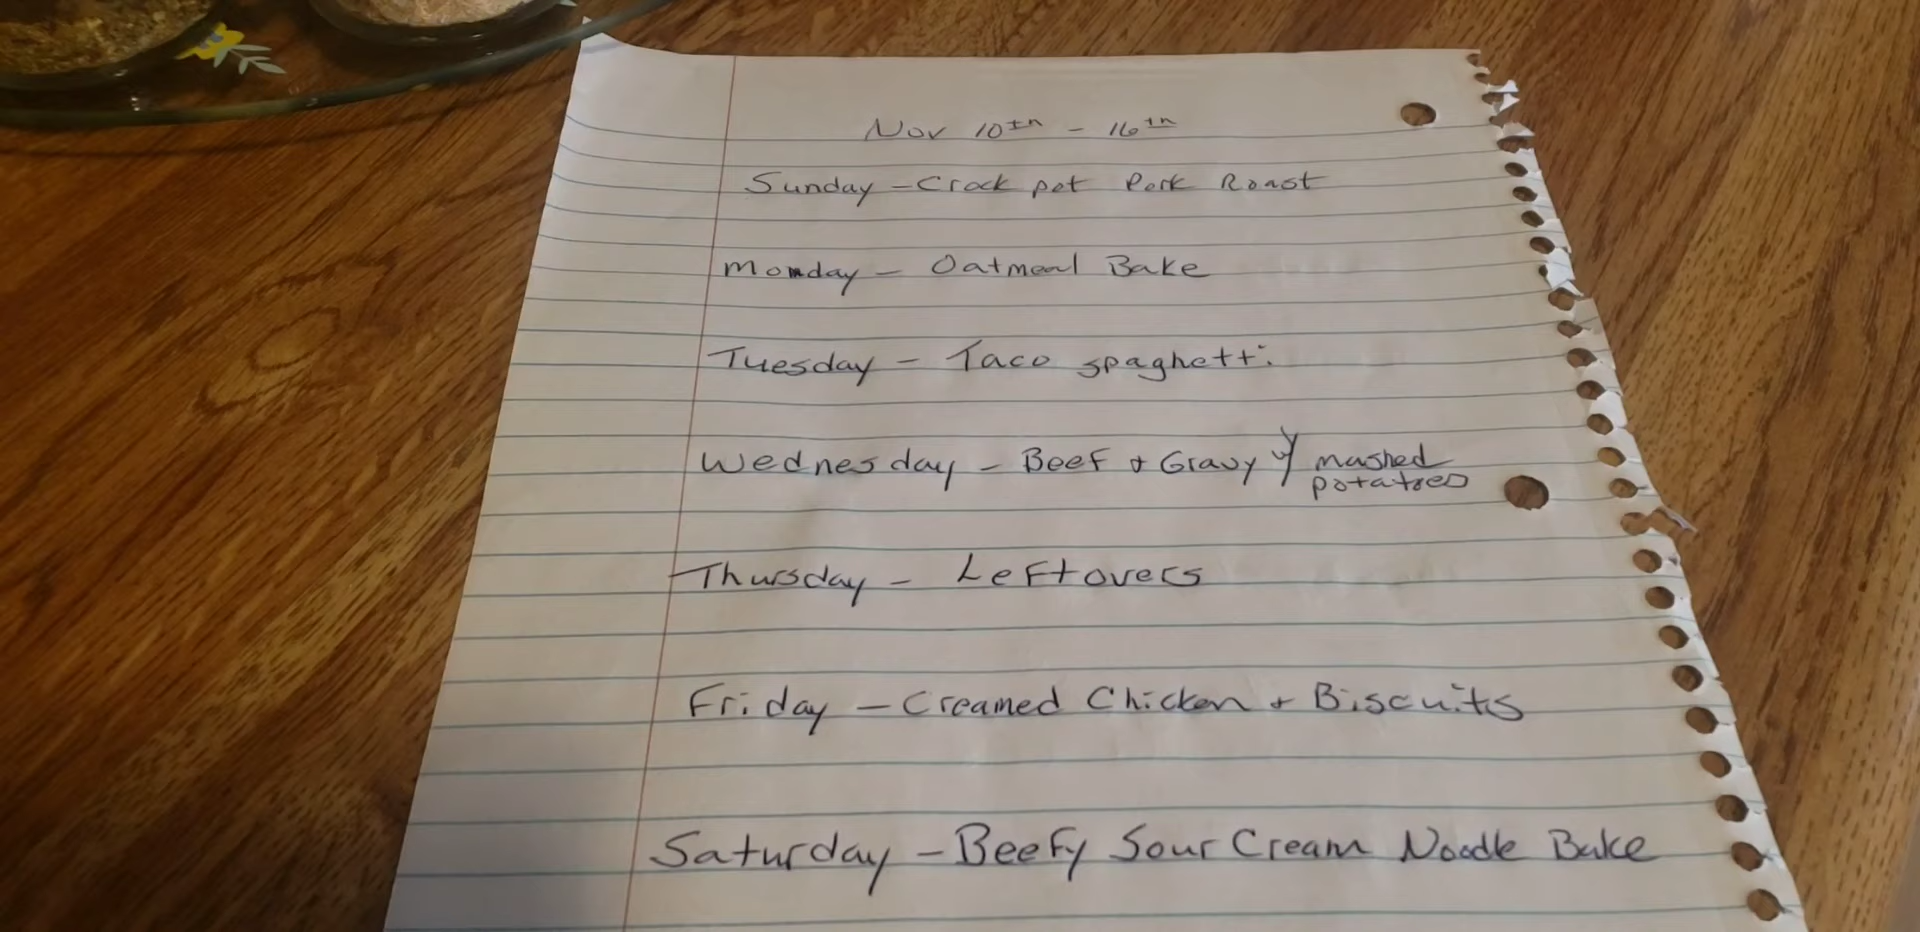 Nov 10th - 16th
Sunday - Crock pot Pork Roast
Monday - Oatmeal Bake
Tuesday - Taco spaghetti
Wednesday - Beef + Gravy w/ mashed
potatoes
Thursday - Leftovers
Friday - Creamed Chicken + Biscuits
Saturday - Beefy Sour Cream Noodle Bake